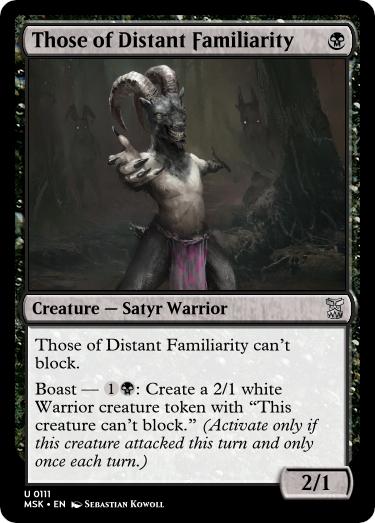 Those of Distant Familiarity
Creature — Satyr Warrior
Those of Distant Familiarity can't
block.
Boast — 1: Create a 2/1 white
Warrior creature token with “This
creature can't block.” (Activate only if
this creature attacked this turn and only
once each turn.)
2/1
U 0111
MSK • EN Sebastian Kowoll